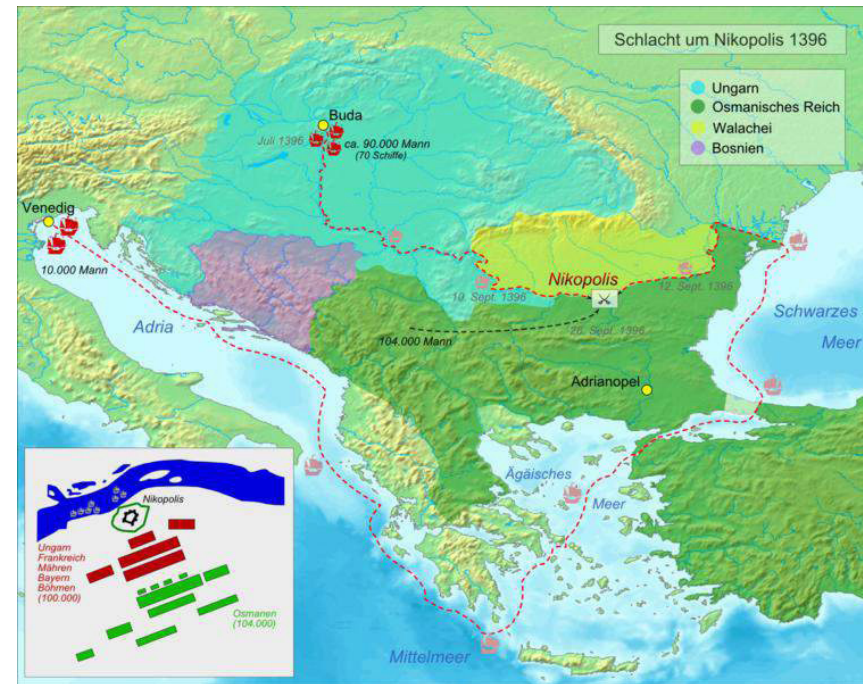 Schlacht um Nikopolis 1396
Ungarn
Osmanisches Reich
Walachei
Bosnien
Buda
Juli 1396
ca. 90.000 Mann
(70 Schiffe)
Venedig
10.000 Mann
Nikopolis
10. Sept. 1396
12. Sept. 1396
26. Sept. 1396
104.000 Mann
Adria
Schwarzes
Meer
Adrianopel
Ägäisches
Meer
Mittelmeer
Nikopolis
Ungarn
Frankreich
Mähren
Bayern
Böhmen
(100.000)
Osmanen
(104.000)